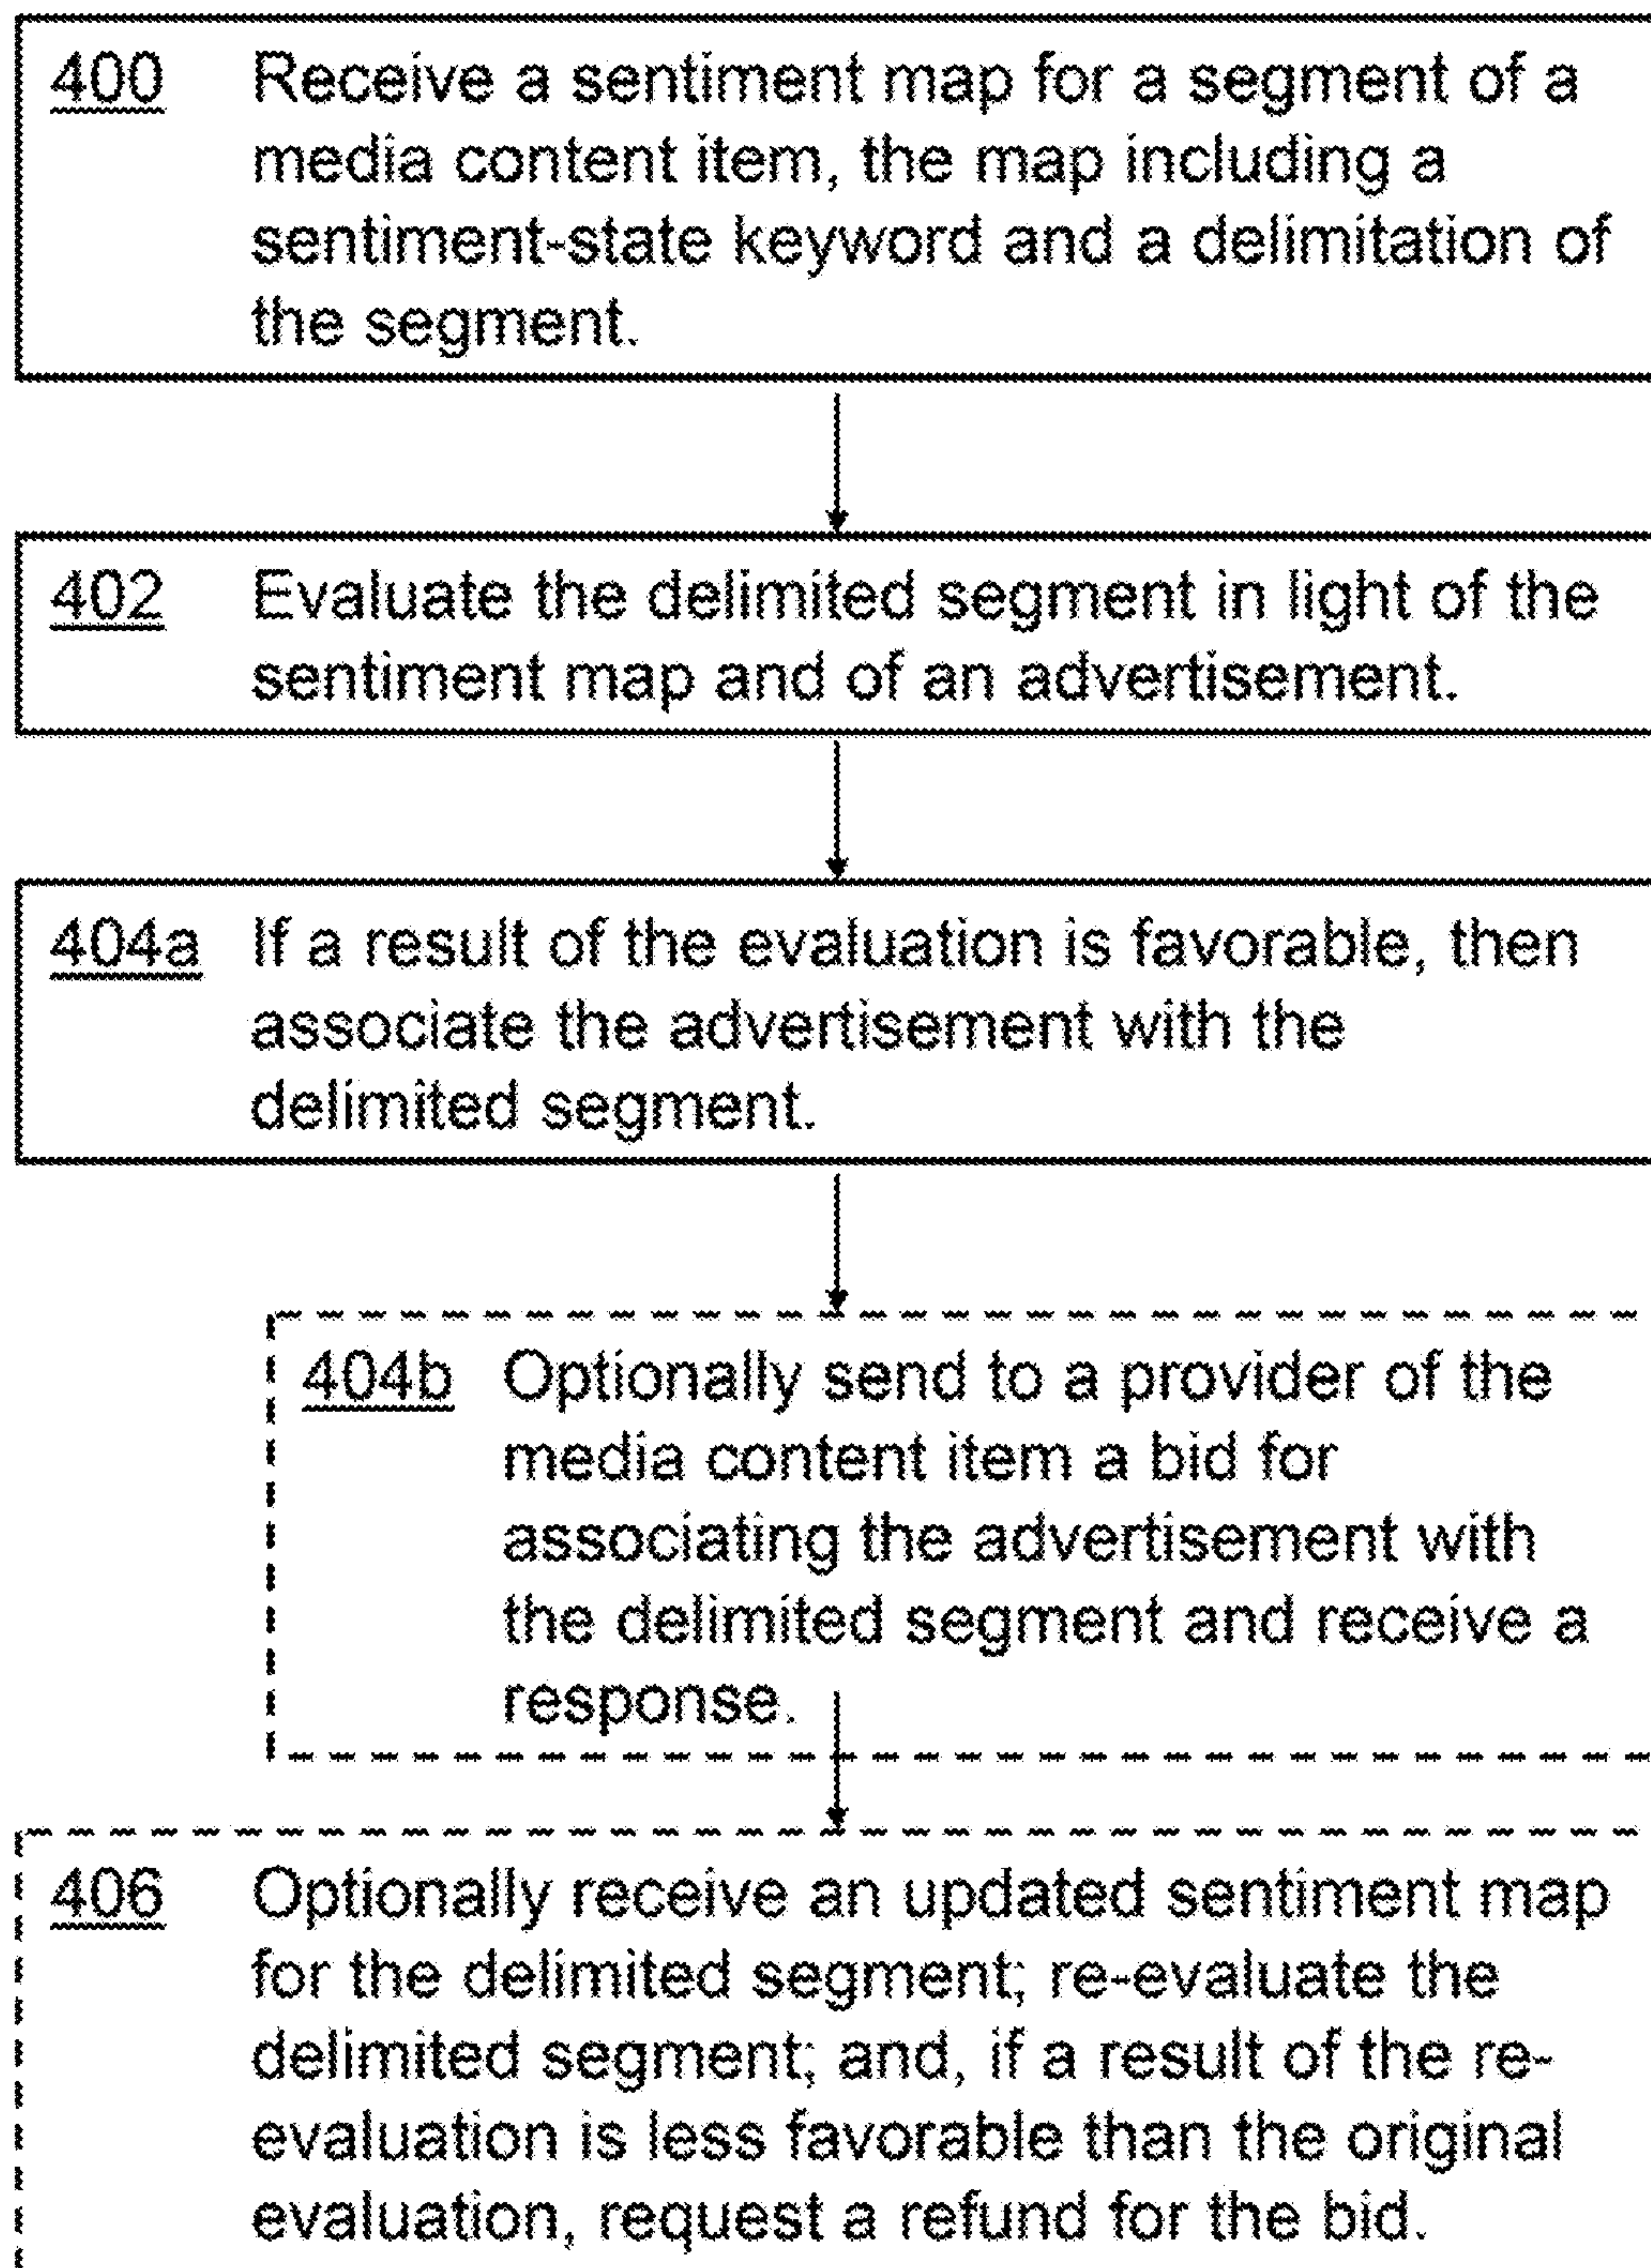 400 Receive a sentiment map for a segment of a
media content item, the map including a
sentiment-state keyword and a delimitation of
the segment.
402 Evaluate the delimited segment in light of the
sentiment map and of an advertisement.
404a If a result of the evaluation is favorable, then
associate the advertisement with the
delimited segment.
404b Optionally send to a provider of the
media content item a bid for
associating the advertisement with
the delimited segment and receive a
response.
406 Optionally receive an updated sentiment map
for the delimited segment; re-evaluate the
delimited segment; and, if a result of the re-
evaluation is less favorable than the original
evaluation, request a refund for the bid.